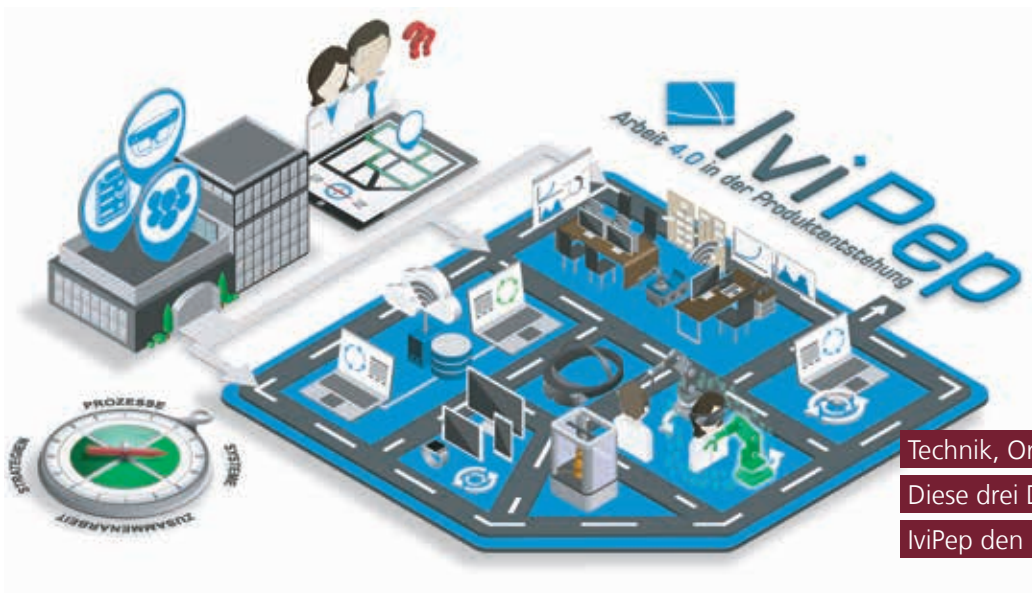 ??
IviPep
Arbeit 4.0 in der Produktentstehung
PROZESSE
STRATEGIEN
SYSTEME
ZUSAMMENARBEIT
Technik, Or
Diese drei D
IviPep den